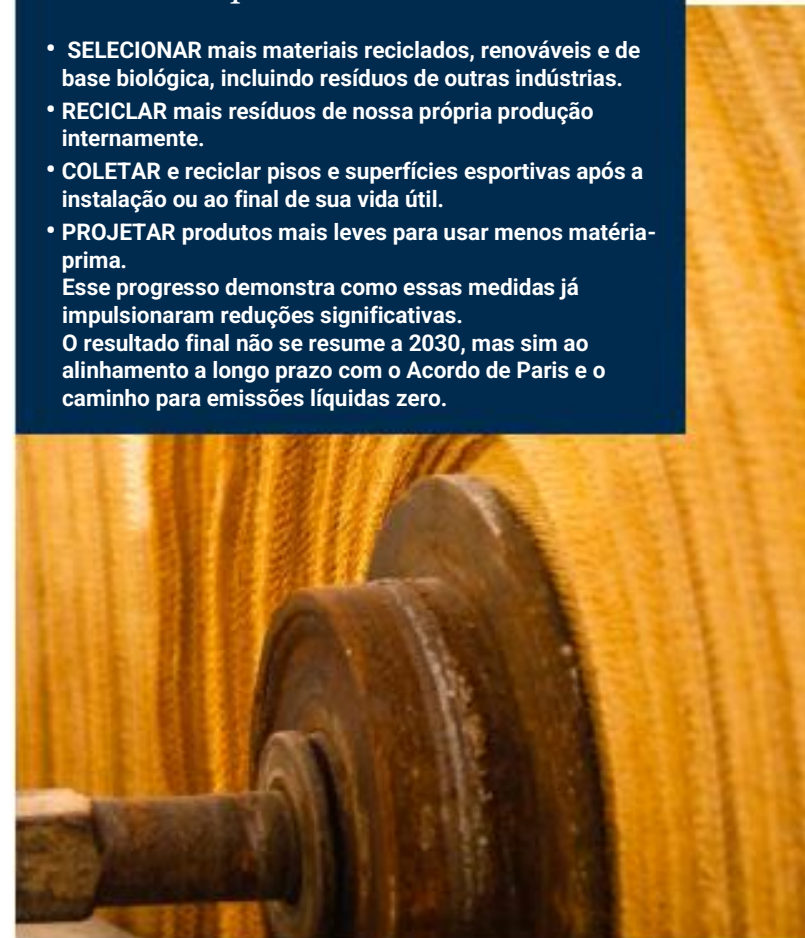 • SELECIONAR mais materiais reciclados, renováveis e de
base biológica, incluindo resíduos de outras indústrias.
• RECICLAR mais resíduos de nossa própria produção
internamente.
• COLETAR e reciclar pisos e superfícies esportivas após a
instalação ou ao final de sua vida útil.
• PROJETAR produtos mais leves para usar menos matéria-
prima.
Esse progresso demonstra como essas medidas já
impulsionaram reduções significativas.
O resultado final não se resume a 2030, mas sim ao
alinhamento a longo prazo com o Acordo de Paris e o
caminho para emissões líquidas zero.